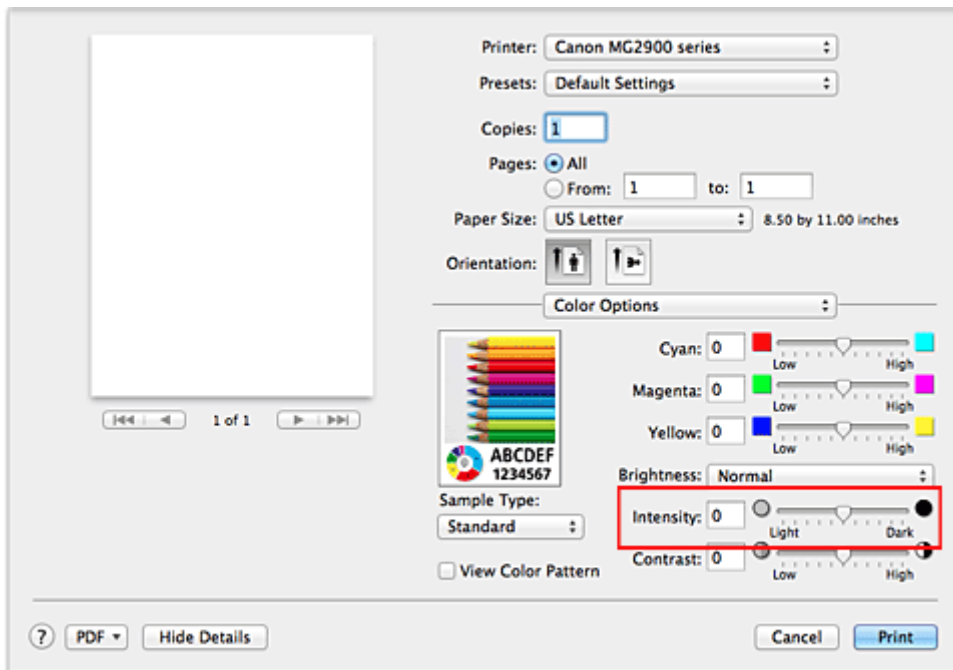 Printer: Canon MG2900 series
Presets: Default Settings
Copies: 1
Pages: All
From: 1 to: 1
Paper Size: US Letter 8.50 by 11.00 inches
Orientation:
Color Options
1 of 1
Cyan: 0
Low High
Magenta: 0
Low High
Yellow: 0
Low High
ABCDEF
1234567
Brightness: Normal
Sample Type:
Standard
Intensity: 0
Light Dark
View Color Pattern
Contrast: 0
Low High
? PDF Hide Details Cancel Print